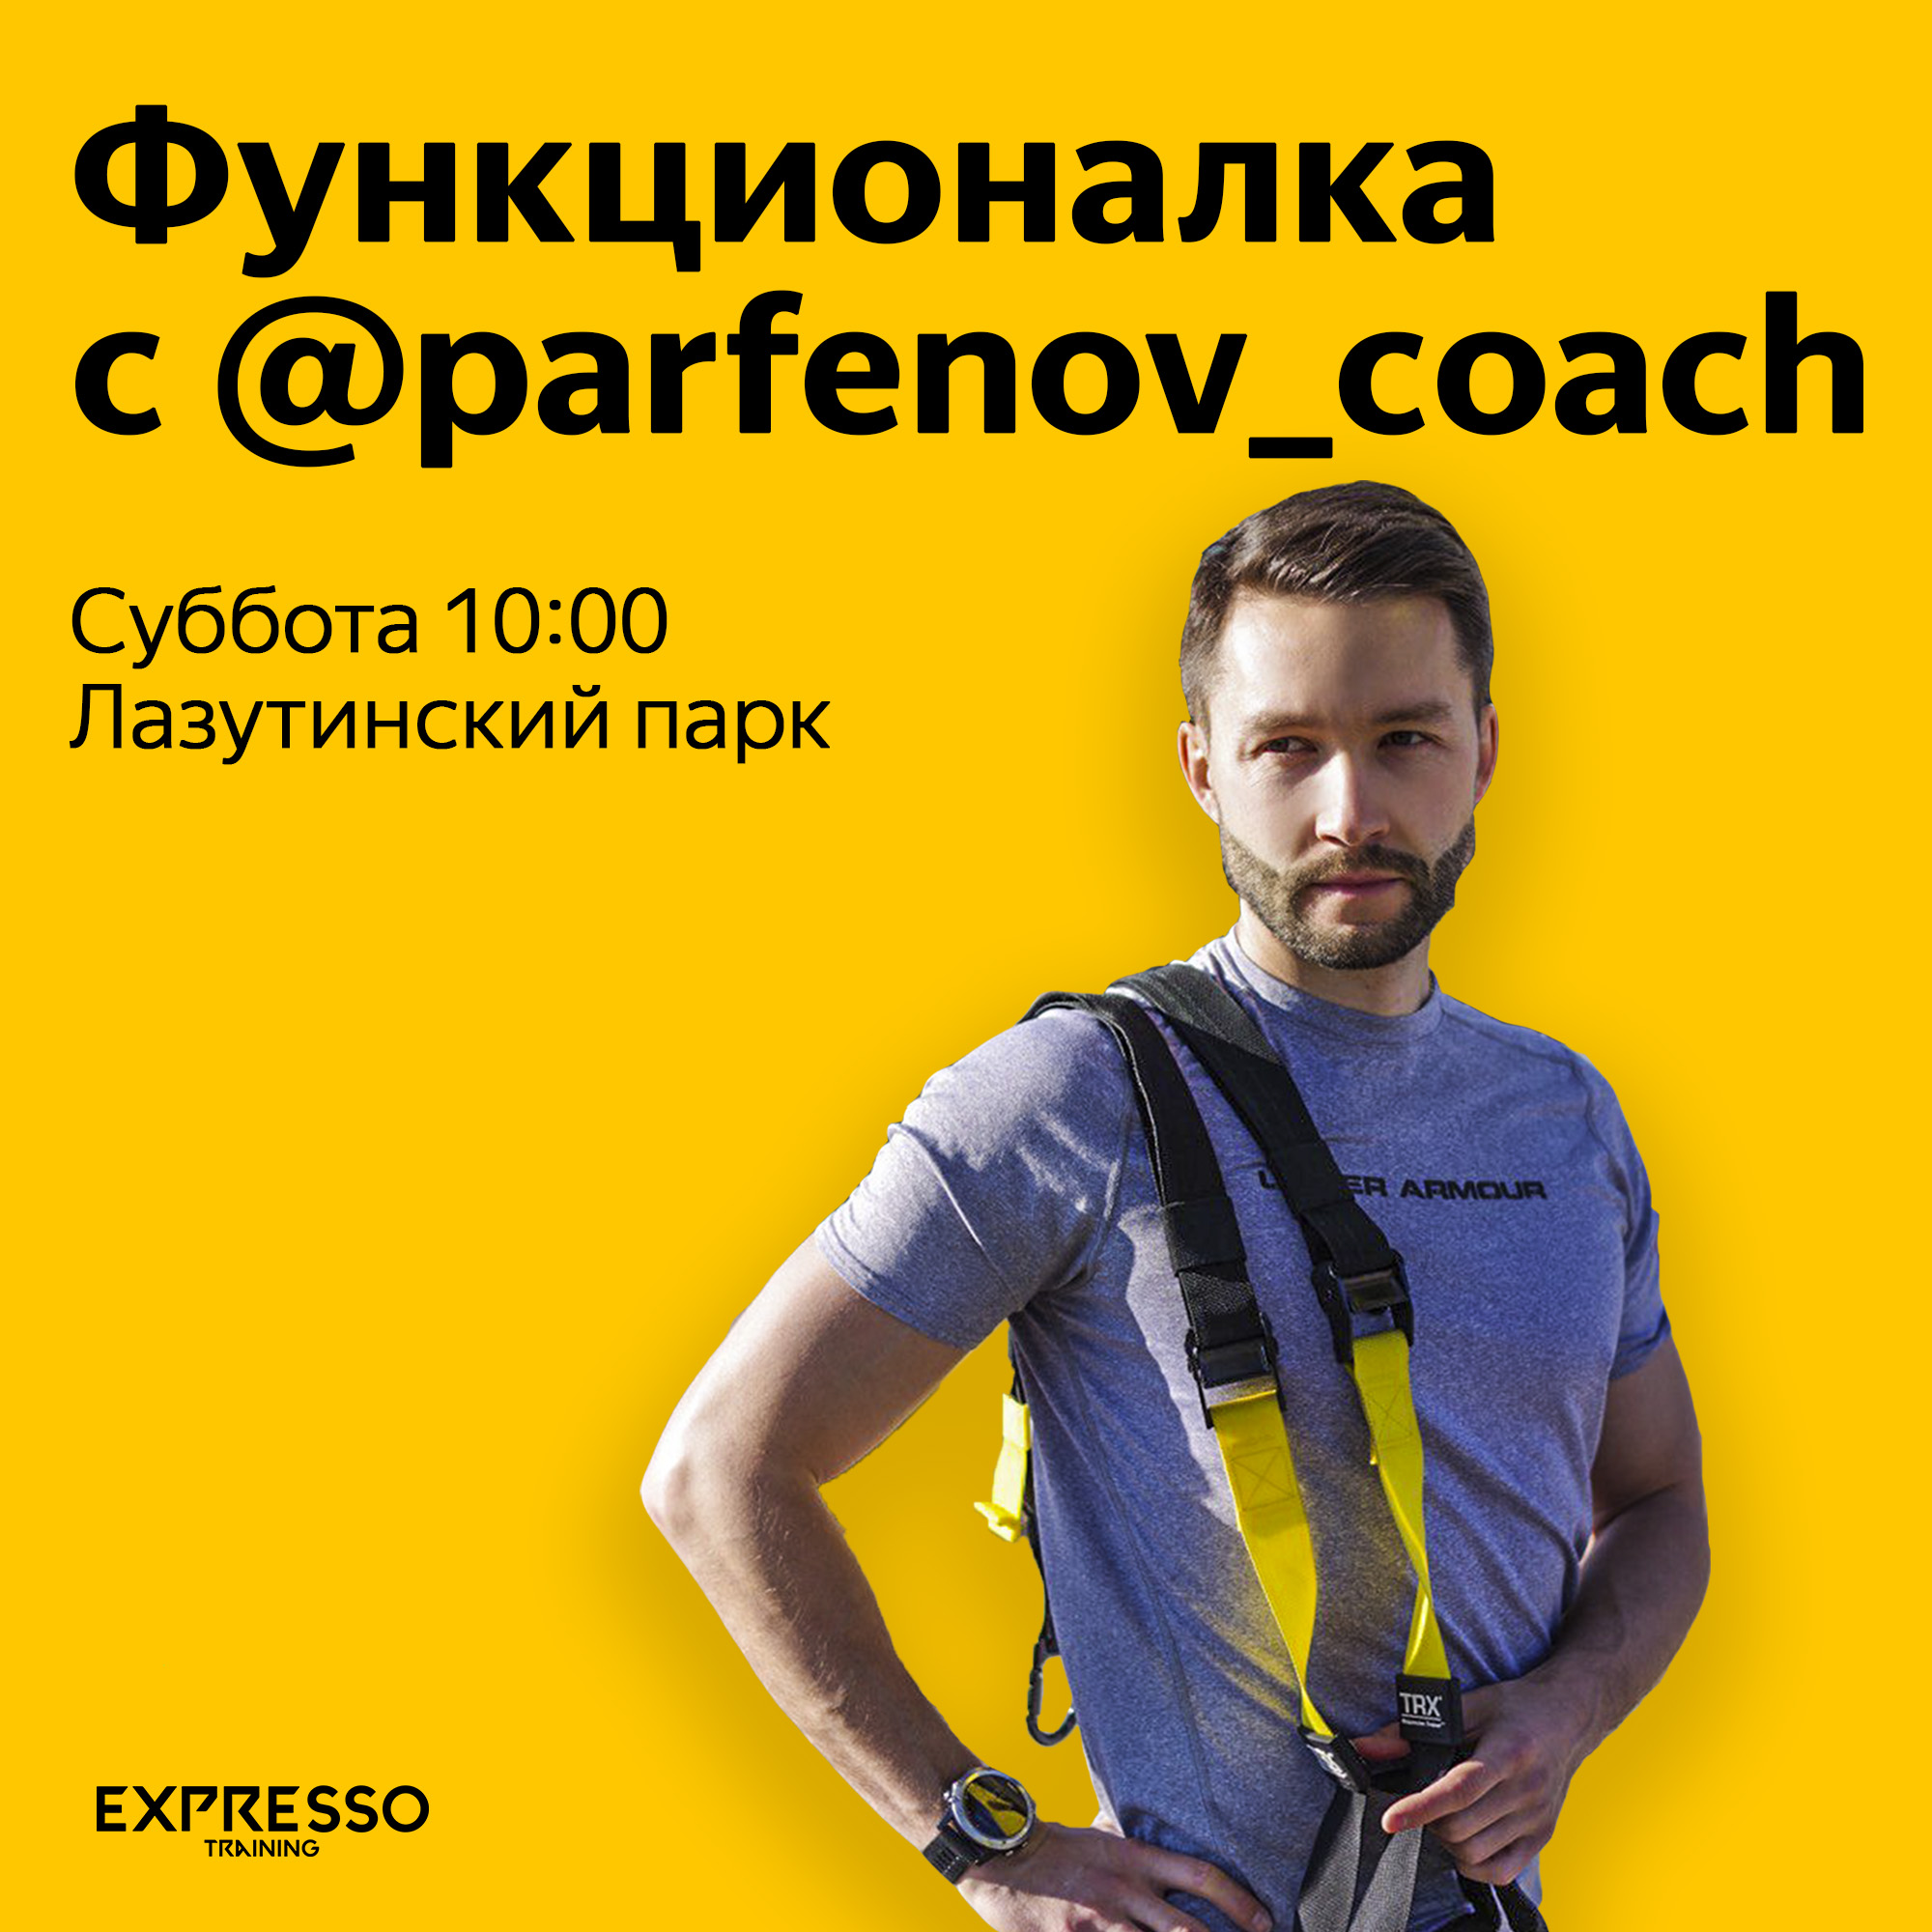 Функционалка
с @parfenov_coach
Суббота 10:00
Лазутинский парк
ARMOUR
TRX
EXPRESSO
TRAINING